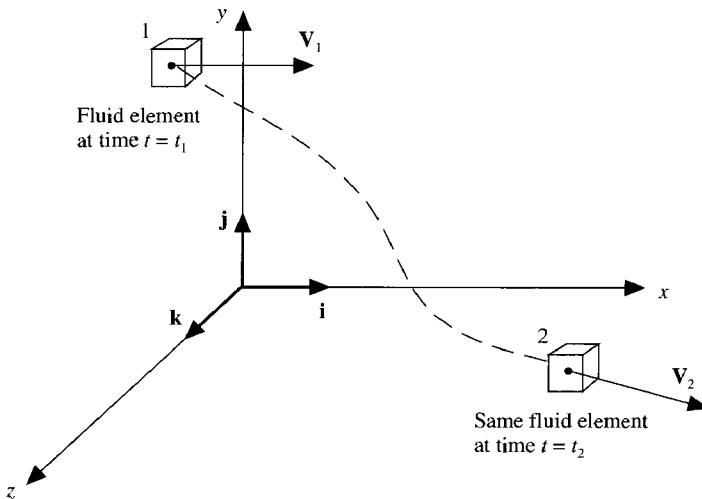 y
1
V₁
Fluid element
at time t = t₁
j
x
k
i
2
V₂
Same fluid element
at time t = t₂
z